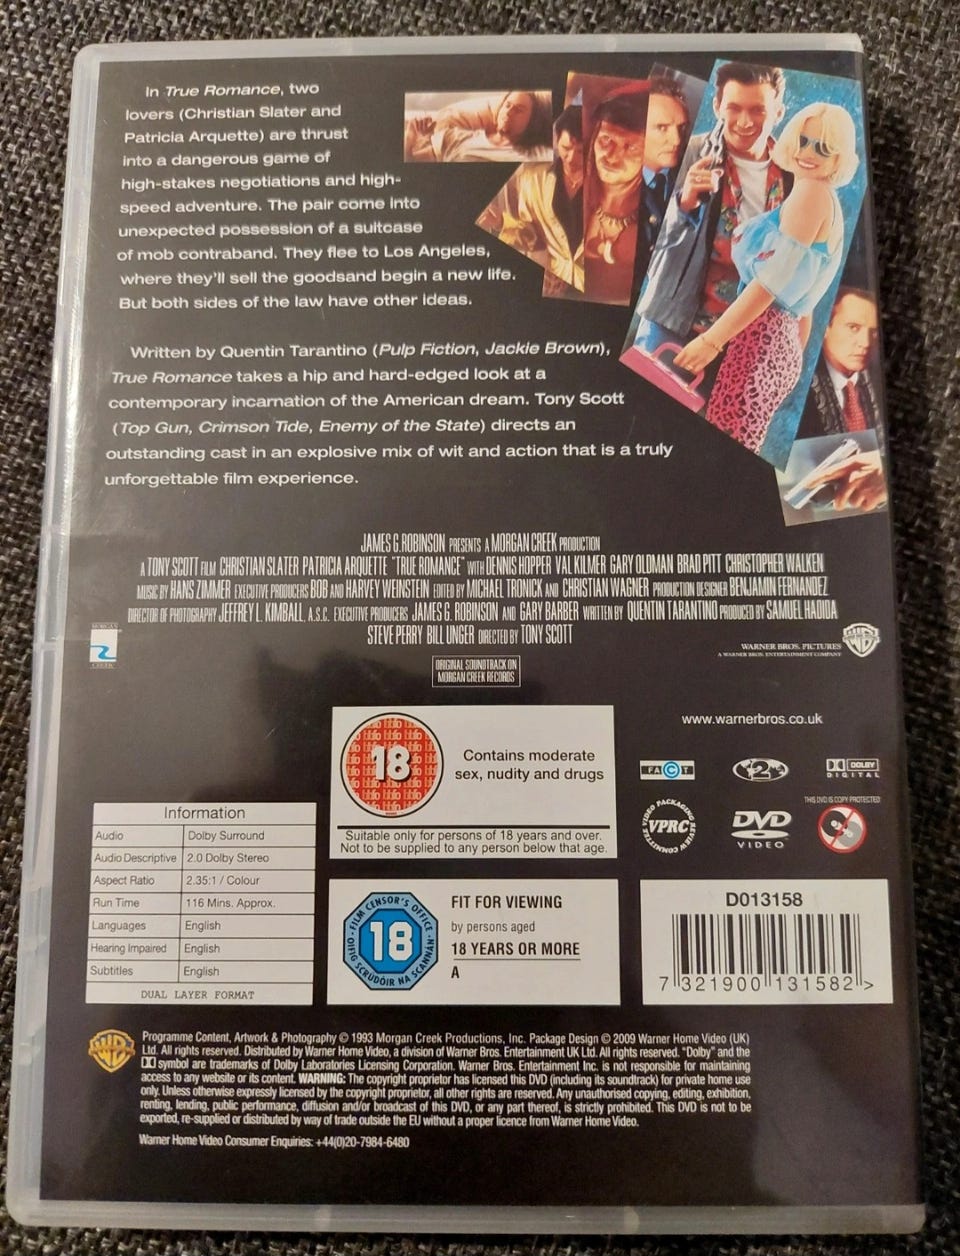 In True Romance, two
lovers (Christian Slater and
Patricia Arquette) are thrust
into a dangerous game of
high-stakes negotiations and high-
speed adventure. The pair come into
unexpected possession of a suitcase
of mob contraband. They flee to Los Angeles,
where they'll sell the goodsand begin a new life.
But both sides of the law have other ideas.
Written by Quentin Tarantino (Pulp Fiction, Jackie Brown),
True Romance takes a hip and hard-edged look at a
contemporary incarnation of the American dream. Tony Scott
(Top Gun, Crimson Tide, Enemy of the State) directs an
outstanding cast in an explosive mix of wit and action that is a truly
unforgettable film experience.
JAMES G. ROBINSON PRESENTS A MORGAN CREEK PRODUCTION
A TONY SCOTT FILM CHRISTIAN SLATER PATRICIA ARQUETTE "TRUE ROMANCE" WITH DENNIS HOPPER VAL KILMER GARY OLDMAN BRAD PITT CHRISTOPHER WALKEN
MUSIC BY HANS ZIMMER EXECUTIVE PRODUCERS BOB AND HARVEY WEINSTEIN EDITED BY MICHAEL TRONICK AND CHRISTIAN WAGNER PRODUCTION DESIGNER BENJAMIN FERNANDEZ
DIRECTOR OF PHOTOGRAPHY JEFFREY L. KIMBALL, A.S.C. EXECUTIVE PRODUCERS JAMES G. ROBINSON AND GARY BARBER WRITTEN BY QUENTIN TARANTINO PRODUCED BY SAMUEL HADIDA
STEVE PERRY BILL UNGER DIRECTED BY TONY SCOTT
MORGAN
CREEK
WARNER BROS. PICTURES
A WARNER BROS. ENTERTAINMENT COMPANY
ORIGINAL SOUNDTRACK ON
MORGAN CREEK RECORDS
www.warnerbros.co.uk
18
Contains moderate
sex, nudity and drugs
Suitable only for persons of 18 years and over.
Not to be supplied to any person below that age.
FACT
2
DOLBY
DIGITAL
THIS DVD IS COPY PROTECTED
VIDEO PACKAGING REVIEW COMMITTEE
VPRC
DVD
VIDEO
Information
Audio Dolby Surround
Audio Descriptive 2.0 Dolby Stereo
Aspect Ratio 2.35:1 / Colour
Run Time 116 Mins. Approx.
Languages English
Hearing Impaired English
Subtitles English
DUAL LAYER FORMAT
FILM CENSOR'S OFFICE
18
OIFIG SCRÚDÓIR NA SCANNÁN
FIT FOR VIEWING
by persons aged
18 YEARS OR MORE
A
D013158
7 321900 131582 >
Programme Content, Artwork & Photography © 1993 Morgan Creek Productions, Inc. Package Design © 2009 Warner Home Video (UK)
Ltd. All rights reserved. Distributed by Warner Home Video, a division of Warner Bros. Entertainment UK Ltd. All rights reserved. "Dolby" and the
symbol are trademarks of Dolby Laboratories Licensing Corporation. Warner Bros. Entertainment Inc. is not responsible for maintaining
access to any website or its content. WARNING: The copyright proprietor has licensed this DVD (including its soundtrack) for private home use
only. Unless otherwise expressly licensed by the copyright proprietor, all other rights are reserved. Any unauthorised copying, editing, exhibition,
renting, lending, public performance, diffusion and/or broadcast of this DVD, or any part thereof, is strictly prohibited. This DVD is not to be
exported, re-supplied or distributed by way of trade outside the EU without a proper licence from Warner Home Video.
Warner Home Video Consumer Enquiries: +44(0)20-7984-6480